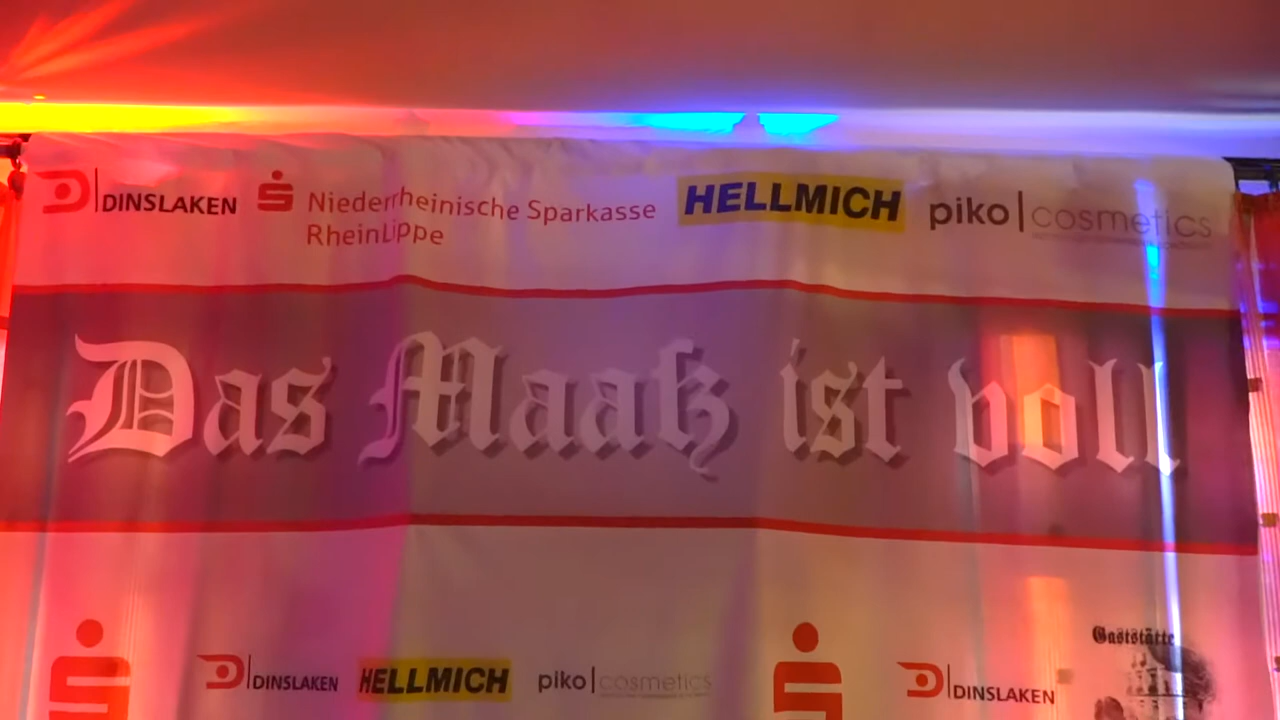 DINSLAKEN
Niederrheinische Sparkasse
RheinLippe
HELLMICH
piko|cosmetics
Das Maaß ist voll
DINSLAKEN
HELLMICH
piko|cosmetics
DINSLAKEN
Gaststätte